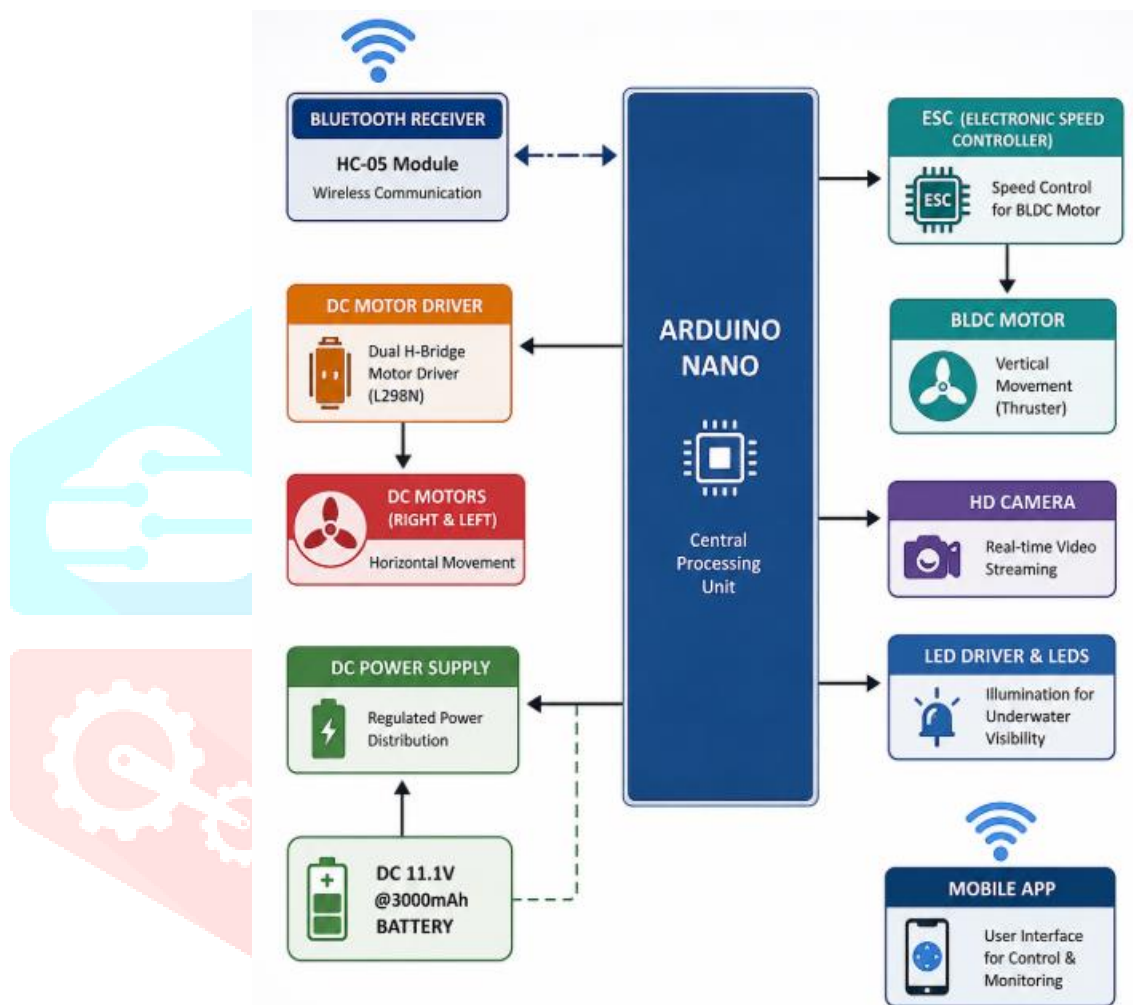 BLUETOOTH RECEIVER
HC-05 Module
Wireless Communication
DC MOTOR DRIVER
Dual H-Bridge
Motor Driver
(L298N)
DC MOTORS
(RIGHT & LEFT)
Horizontal Movement
DC POWER SUPPLY
Regulated Power
Distribution
DC 11.1V
@3000mAh
BATTERY
ARDUINO
NANO
Central
Processing
Unit
ESC (ELECTRONIC SPEED
CONTROLLER)
ESC
Speed Control
for BLDC Motor
BLDC MOTOR
Vertical
Movement
(Thruster)
HD CAMERA
Real-time Video
Streaming
LED DRIVER & LEDS
Illumination for
Underwater
Visibility
MOBILE APP
User Interface
for Control &
Monitoring